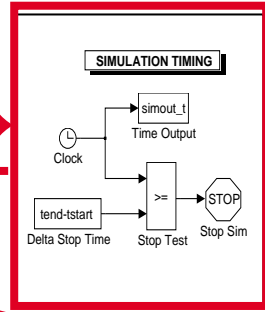 SIMULATION TIMING
simout_t
Time Output
Clock
>=
STOP
tend-tstart
Delta Stop Time
Stop Test
Stop Sim